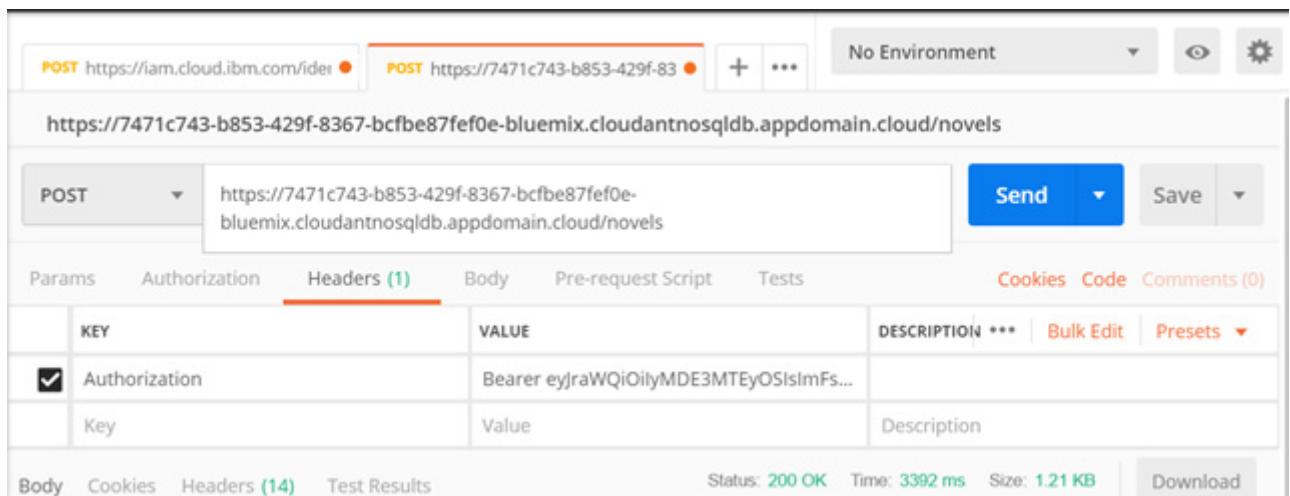 No Environment
POST https://iam.cloud.ibm.com/ider
POST https://7471c743-b853-429f-83
https://7471c743-b853-429f-8367-bcfbe87fef0e-bluemix.cloudantnosqldb.appdomain.cloud/novels
POST https://7471c743-b853-429f-8367-bcfbe87fef0e-
bluemix.cloudantnosqldb.appdomain.cloud/novels Send Save
Params Authorization Headers (1) Body Pre-request Script Tests Cookies Code Comments (0)
KEY VALUE DESCRIPTION Bulk Edit Presets
Authorization Bearer eyJraWQiOiIyMDE3MTEyOSIsImFs...
Key Value Description
Body Cookies Headers (14) Test Results Status: 200 OK Time: 3392 ms Size: 1.21 KB Download